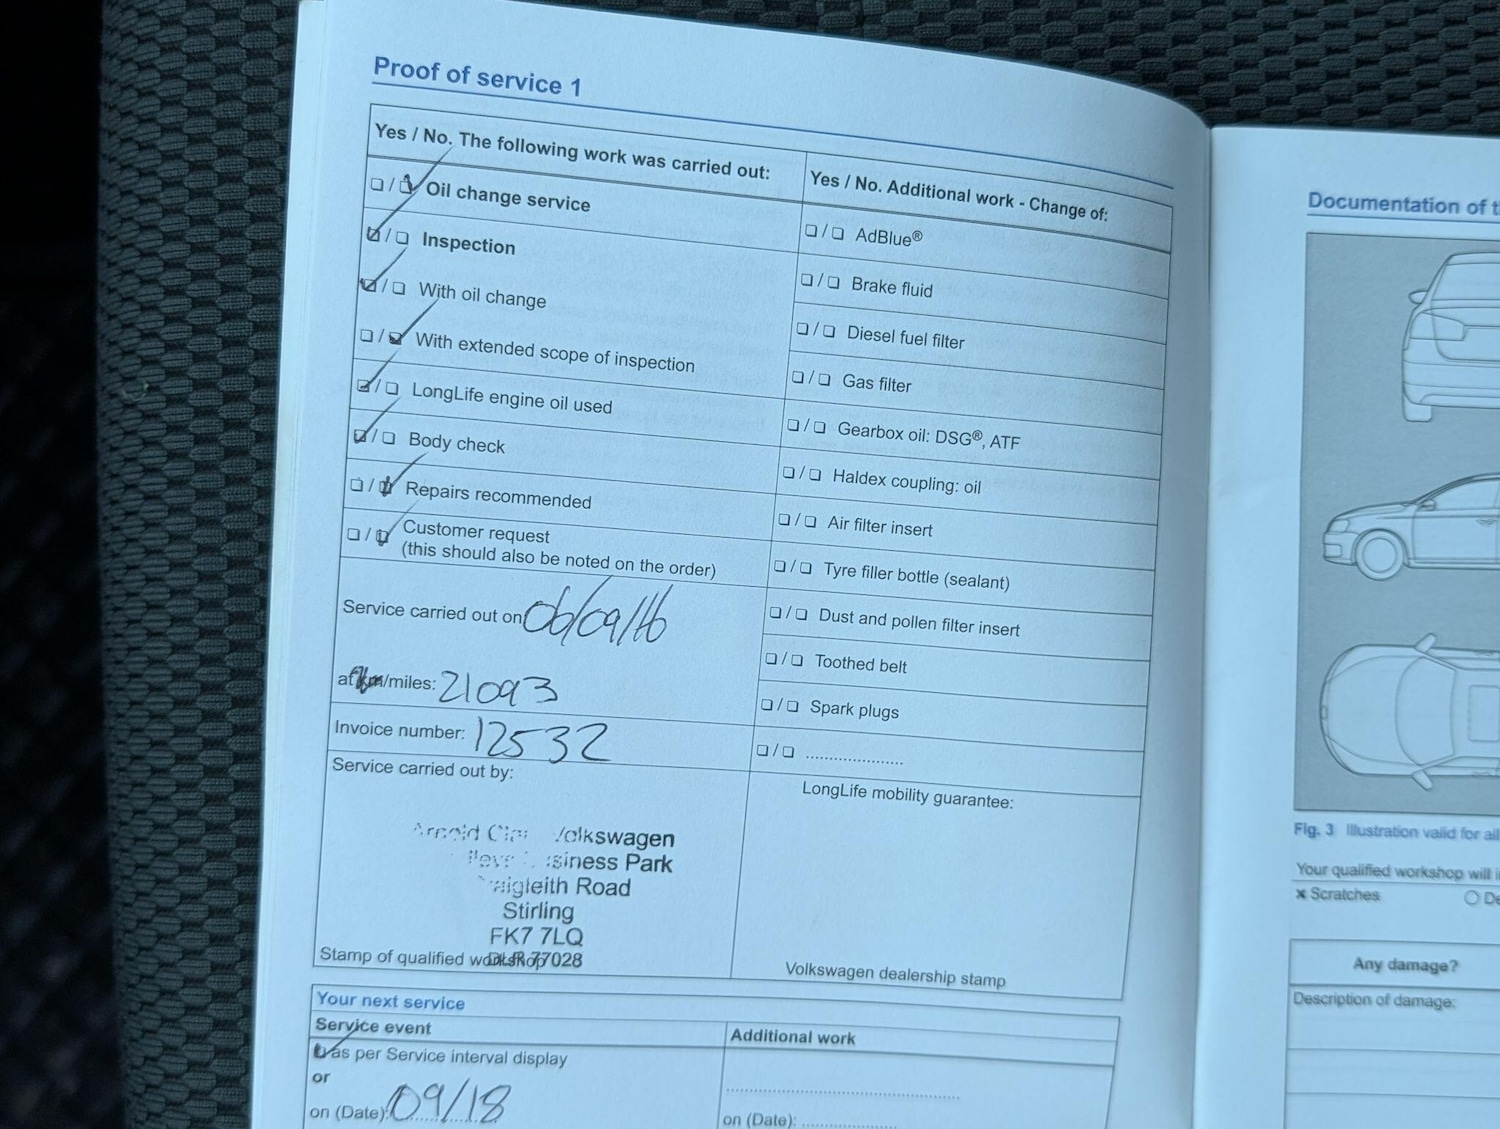 Proof of service 1
Yes / No. The following work was carried out:
☐ / ☑ Oil change service
☑ / ☐ Inspection
☑ / ☐ With oil change
☐ / ☑ With extended scope of inspection
☑ / ☐ LongLife engine oil used
☑ / ☐ Body check
☐ / ☑ Repairs recommended
☐ / ☑ Customer request
(this should also be noted on the order)
Service carried out on 06/09/16
at km/miles: 21093
Invoice number: 12532
Service carried out by:
Arnold Volkswagen
Business Park
Craigleith Road
Stirling
FK7 7LQ
DLR 77028
Stamp of qualified workshop
Yes / No. Additional work - Change of:
☐ / ☐ AdBlue®
☐ / ☐ Brake fluid
☐ / ☐ Diesel fuel filter
☐ / ☐ Gas filter
☐ / ☐ Gearbox oil: DSG®, ATF
☐ / ☐ Haldex coupling: oil
☐ / ☐ Air filter insert
☐ / ☐ Tyre filler bottle (sealant)
☐ / ☐ Dust and pollen filter insert
☐ / ☐ Toothed belt
☐ / ☐ Spark plugs
☐ / ☐ .....................
LongLife mobility guarantee:
Volkswagen dealership stamp
Your next service
Service event
☑ as per Service interval display
or
on (Date): 09/18
Additional work
..................................................
on (Date): ....................
Documentation of
Fig. 3 Illustration valid for all
Your qualified workshop will
× Scratches
Any damage?
Description of damage: